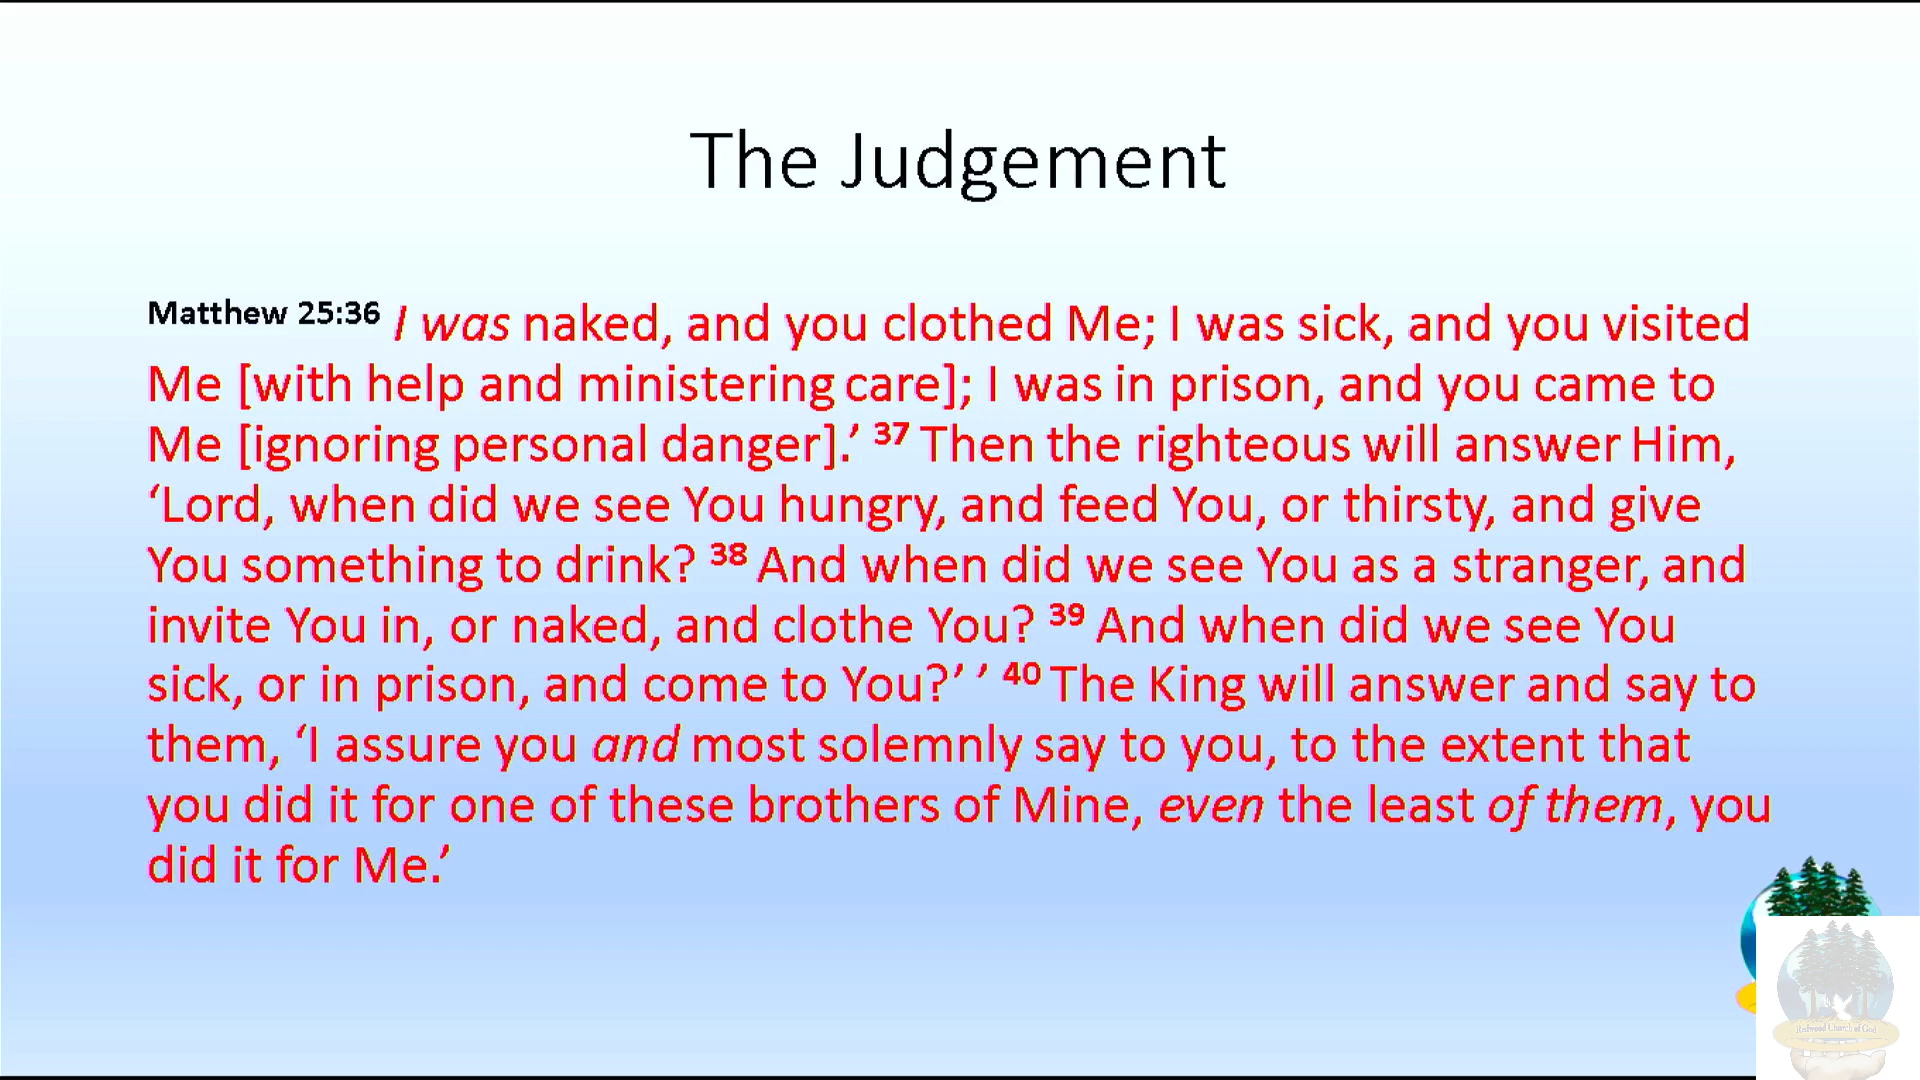 The Judgement
Matthew 25:36 I was naked, and you clothed Me; I was sick, and you visited
Me [with help and ministering care]; I was in prison, and you came to
Me [ignoring personal danger].’ 37 Then the righteous will answer Him,
‘Lord, when did we see You hungry, and feed You, or thirsty, and give
You something to drink? 38 And when did we see You as a stranger, and
invite You in, or naked, and clothe You? 39 And when did we see You
sick, or in prison, and come to You?’ ’ 40 The King will answer and say to
them, ‘I assure you and most solemnly say to you, to the extent that
you did it for one of these brothers of Mine, even the least of them, you
did it for Me.’
Redwood Church of God